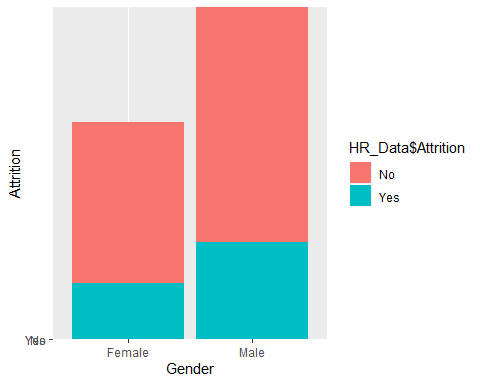 Attrition
HR_Data$Attrition
No
Yes
Female
Male
Gender